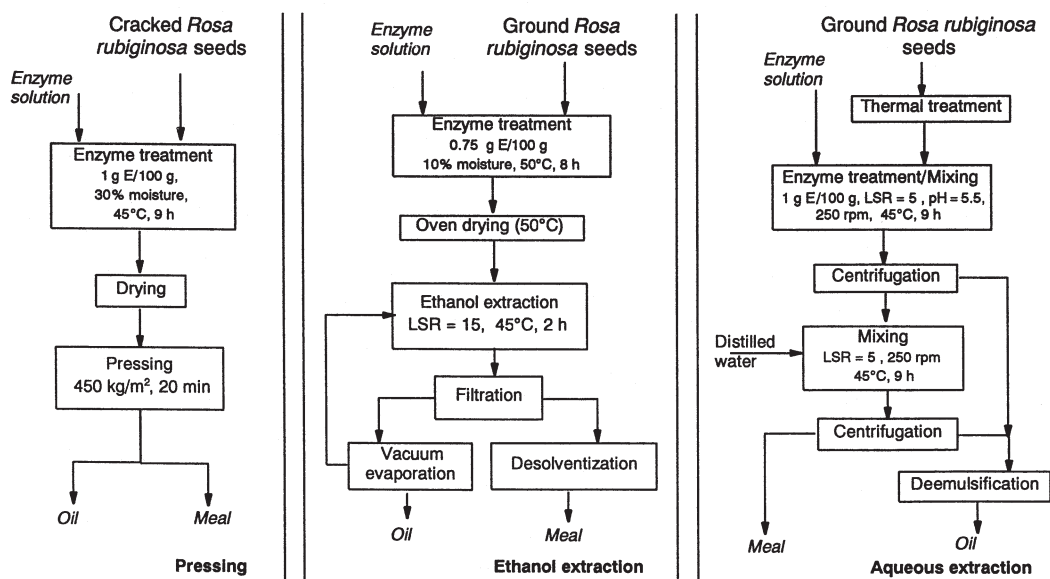 Cracked Rosa
rubiginosa seeds
Enzyme
solution
Enzyme treatment
1 g E/100 g,
30% moisture,
45°C, 9 h
Drying
Pressing
450 kg/m², 20 min
Oil
Meal
Pressing
Enzyme
solution
Ground Rosa
rubiginosa seeds
Enzyme treatment
0.75 g E/100 g
10% moisture, 50°C, 8 h
Oven drying (50°C)
Ethanol extraction
LSR = 15, 45°C, 2 h
Filtration
Vacuum
evaporation
Desolventization
Oil
Meal
Ethanol extraction
Ground Rosa rubiginosa
seeds
Enzyme
solution
Thermal treatment
Enzyme treatment/Mixing
1 g E/100 g, LSR = 5 , pH = 5.5,
250 rpm, 45°C, 9 h
Centrifugation
Distilled
water
Mixing
LSR = 5 , 250 rpm
45°C, 9 h
Centrifugation
Deemulsification
Meal
Oil
Aqueous extraction